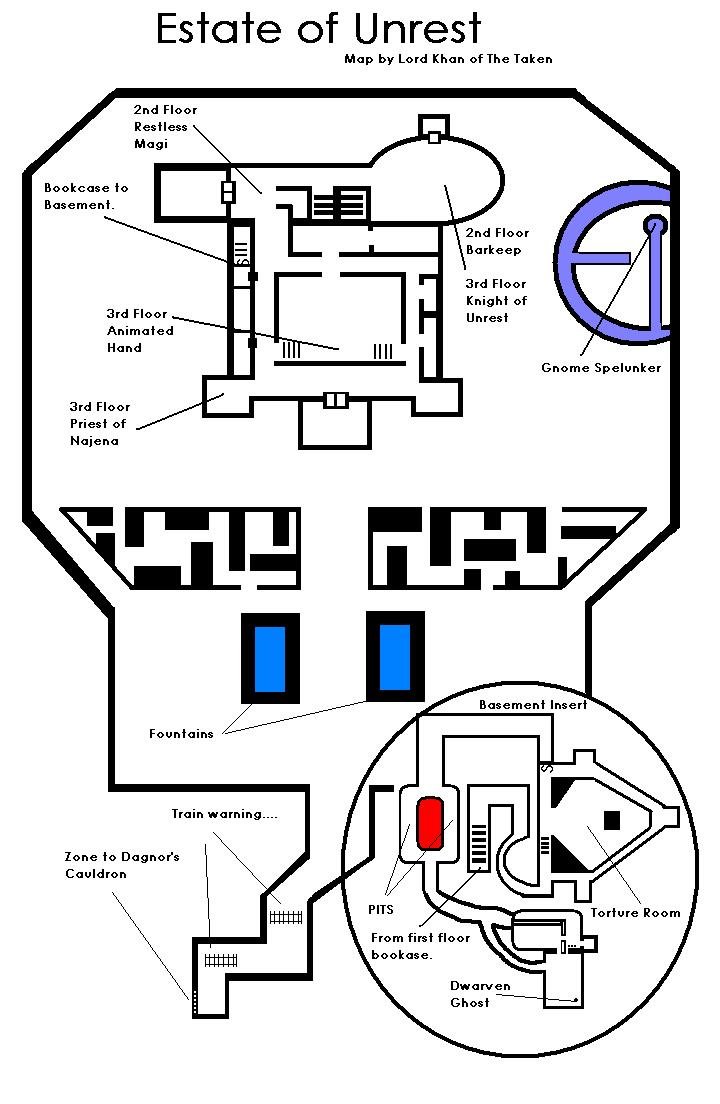 Estate of Unrest
Map by Lord Khan of The Taken
2nd Floor
Restless
Magi
Bookcase to
Basement.
2nd Floor
Barkeep
3rd Floor
Knight of
Unrest
3rd Floor
Animated
Hand
Gnome Spelunker
3rd Floor
Priest of
Najena
Fountains
Basement Insert
S
S
Train warning....
Zone to Dagnor's
Cauldron
PITS
From first floor
bookase.
Torture Room
Dwarven
Ghost